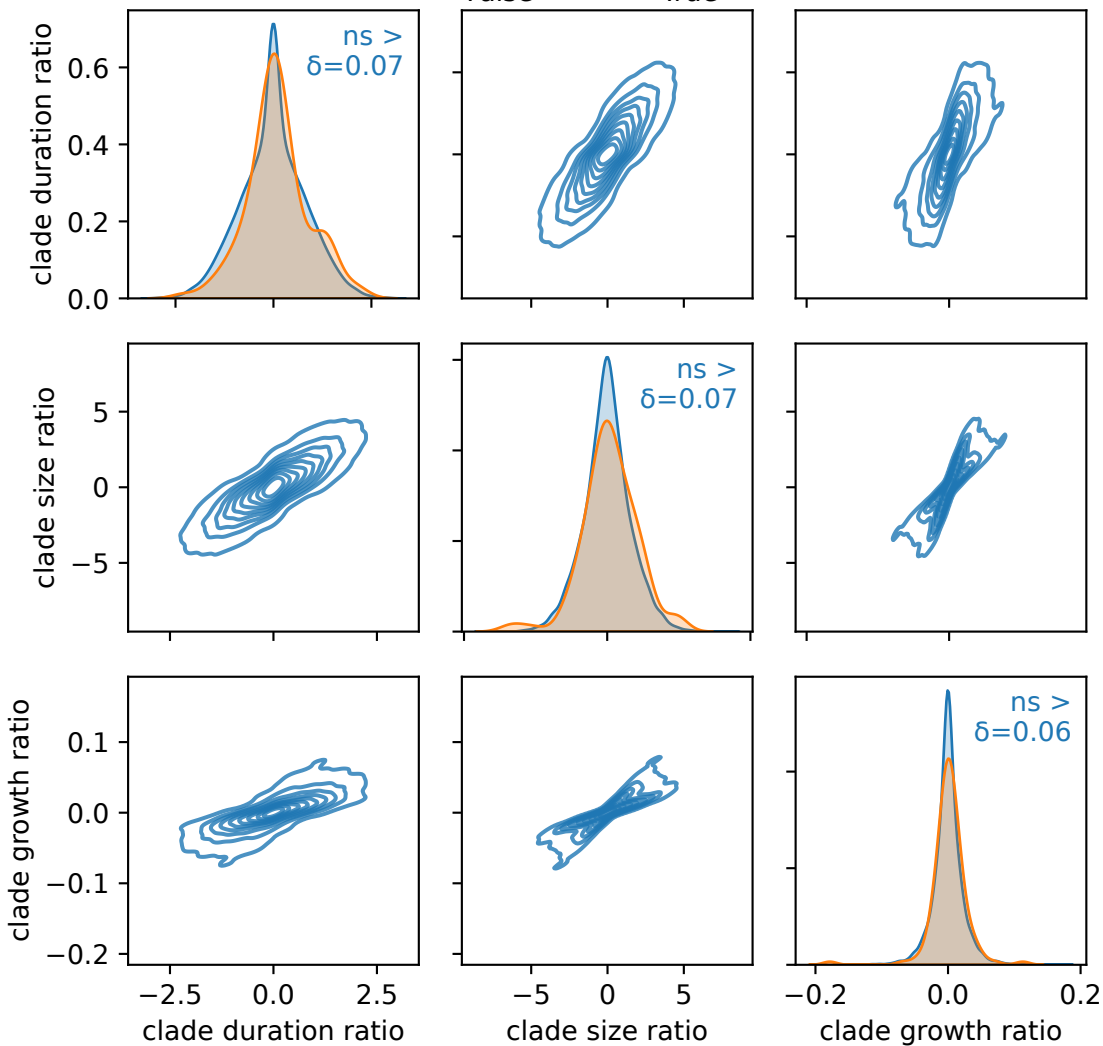 0.6
0.4
0.2
0.0
clade duration ratio
ns >
δ=0.07
5
0
−5
clade size ratio
ns >
δ=0.07
0.1
0.0
−0.1
−0.2
clade growth ratio
ns >
δ=0.06
−2.5 0.0 2.5
clade duration ratio
−5 0 5
clade size ratio
−0.2 0.0 0.2
clade growth ratio